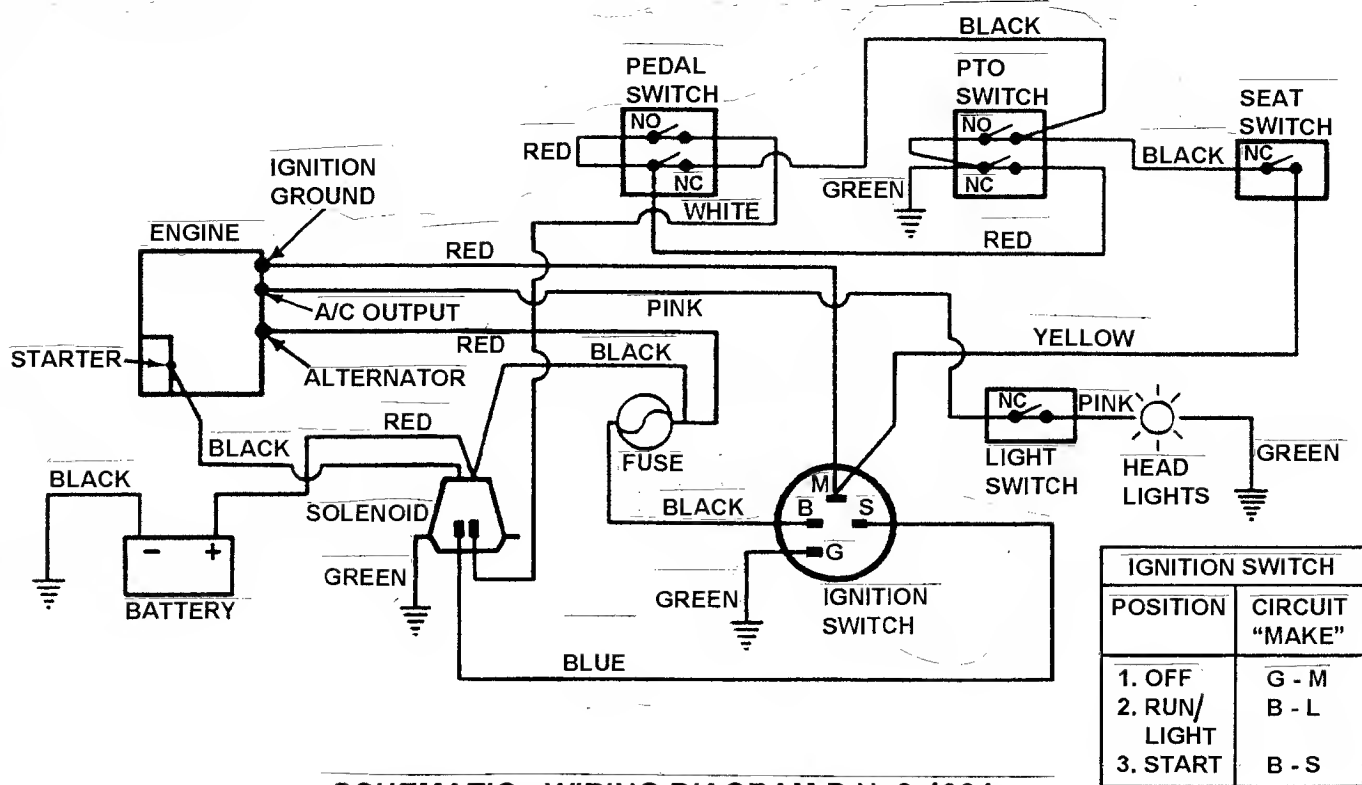 BLACK
PEDAL
SWITCH
PTO
SWITCH
SEAT
SWITCH
NO
NO
RED
BLACK
NC
IGNITION
GROUND
NC
GREEN
NC
WHITE
ENGINE
RED
RED
A/C OUTPUT
PINK
YELLOW
STARTER
RED
BLACK
ALTERNATOR
NC
PINK
RED
BLACK
FUSE
LIGHT
SWITCH
HEAD
LIGHTS
GREEN
BLACK
M
SOLENOID
BLACK
B
S
- +
G
GREEN
BATTERY
GREEN
IGNITION
SWITCH
BLUE
IGNITION SWITCH
POSITION CIRCUIT
"MAKE"
1. OFF G - M
2. RUN/ B - L
LIGHT
3. START B - S